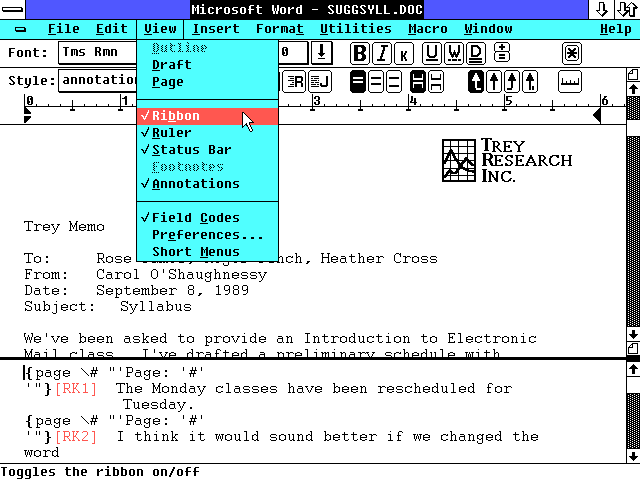 Microsoft Word - SUGGSYLL.DOC
File Edit View Insert Format Utilities Macro Window Help
Font: Tms Rmn 0 B I K U W D
Style: annotatio R J
Outline
Draft
Page
✓Ribbon
✓Ruler
✓Status Bar
Footnotes
✓Annotations
✓Field Codes
Preferences...
Short Menus
0 1 3 4 5 6
TREY
RESEARCH
INC.
Trey Memo
To: Rose Heather Cross
From: Carol O'Shaughnessy
Date: September 8, 1989
Subject: Syllabus
We've been asked to provide an Introduction to Electronic
Mail class. I've drafted a preliminary schedule with
{page \# "'Page: '#'
'"}[RK1] The Monday classes have been rescheduled for
Tuesday.
{page \# "'Page: '#'
'"}[RK2] I think it would sound better if we changed the
word
Toggles the ribbon on/off